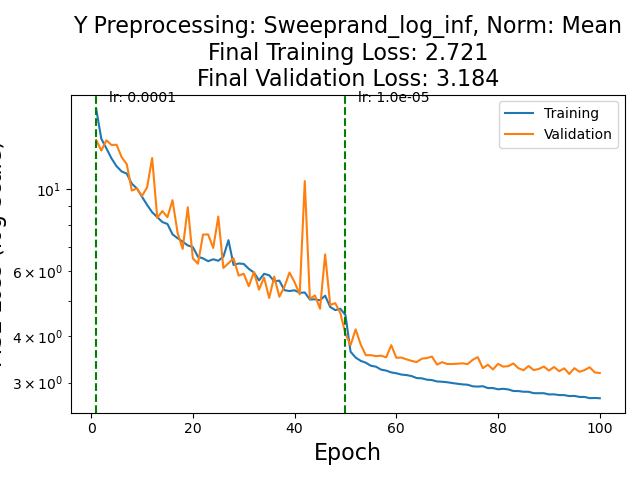 Y Preprocessing: Sweeprand_log_inf, Norm: Mean
Final Training Loss: 2.721
Final Validation Loss: 3.184
lr: 0.0001
lr: 1.0e-05
Training
Validation
10¹
6 × 10⁰
4 × 10⁰
3 × 10⁰
0
20
40
60
80
100
Epoch